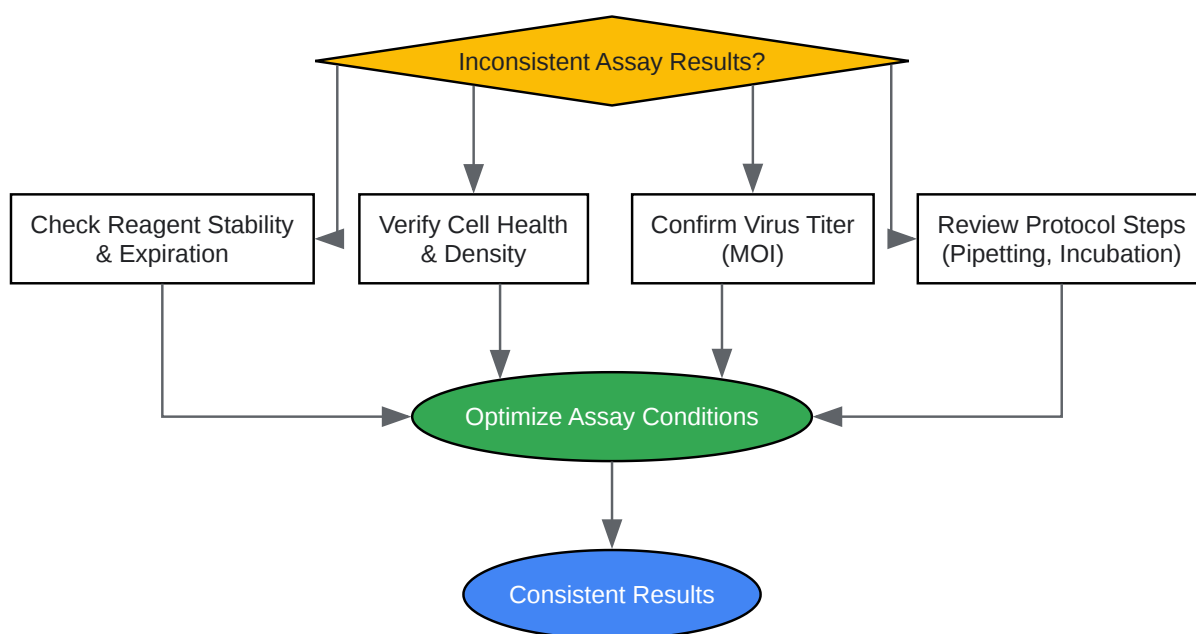 Inconsistent Assay Results?
Check Reagent Stability
& Expiration
Verify Cell Health
& Density
Confirm Virus Titer
(MOI)
Review Protocol Steps
(Pipetting, Incubation)
Optimize Assay Conditions
Consistent Results